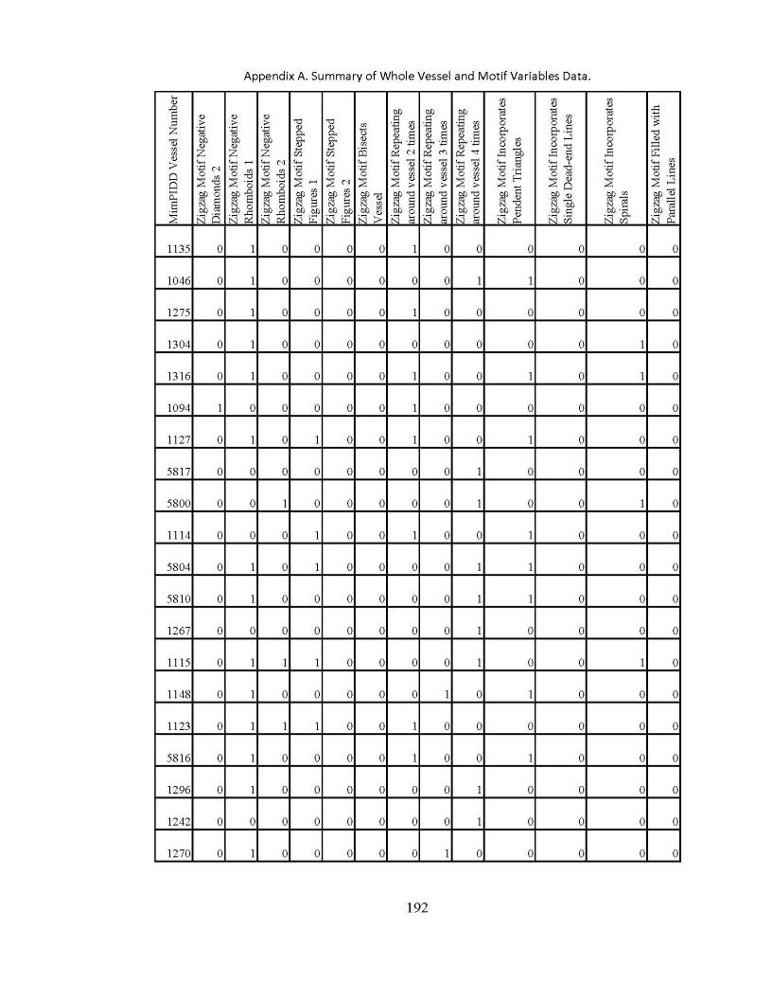 Appendix A. Summary of Whole Vessel and Motif Variables Data.
MimPIDD Vessel Number
Zigzag Motif Negative
Diamonds 2
Zigzag Motif Negative
Rhomboids 1
Zigzag Motif Negative
Rhomboids 2
Zigzag Motif Stepped
Figures 1
Zigzag Motif Stepped
Figures 2
Zigzag Motif Bisects
Vessel
Zigzag Motif Repeating
around vessel 2 times
Zigzag Motif Repeating
around vessel 3 times
Zigzag Motif Repeating
around vessel 4 times
Zigzag Motif Incorporates
Pendent Triangles
Zigzag Motif Incorporates
Single Dead-end Lines
Zigzag Motif Incorporates
Spirals
Zigzag Motif Filled with
Parallel Lines
1135 0 1 0 0 0 0 1 0 0 0 0 0 0
1046 0 1 0 0 0 0 0 0 1 1 0 0 0
1275 0 1 0 0 0 0 1 0 0 0 0 0 0
1304 0 1 0 0 0 0 0 0 0 0 0 1 0
1316 0 1 0 0 0 0 1 0 0 1 0 1 0
1094 1 0 0 0 0 0 1 0 0 0 0 0 0
1127 0 1 0 1 0 0 1 0 0 1 0 0 0
5817 0 0 0 0 0 0 0 0 1 0 0 0 0
5800 0 0 1 0 0 0 0 0 1 0 0 1 0
1114 0 0 0 1 0 0 1 0 0 1 0 0 0
5804 0 1 0 1 0 0 0 0 1 1 0 0 0
5810 0 1 0 0 0 0 0 0 1 1 0 0 0
1267 0 0 0 0 0 0 0 0 1 0 0 0 0
1115 0 1 1 1 0 0 0 0 1 0 0 1 0
1148 0 1 0 0 0 0 0 1 0 1 0 0 0
1123 0 1 1 1 0 0 1 0 0 0 0 0 0
5816 0 1 0 0 0 0 1 0 0 1 0 0 0
1296 0 1 0 0 0 0 0 0 1 0 0 0 0
1242 0 0 0 0 0 0 0 0 1 0 0 0 0
1270 0 1 0 0 0 0 0 1 0 0 0 0 0
192